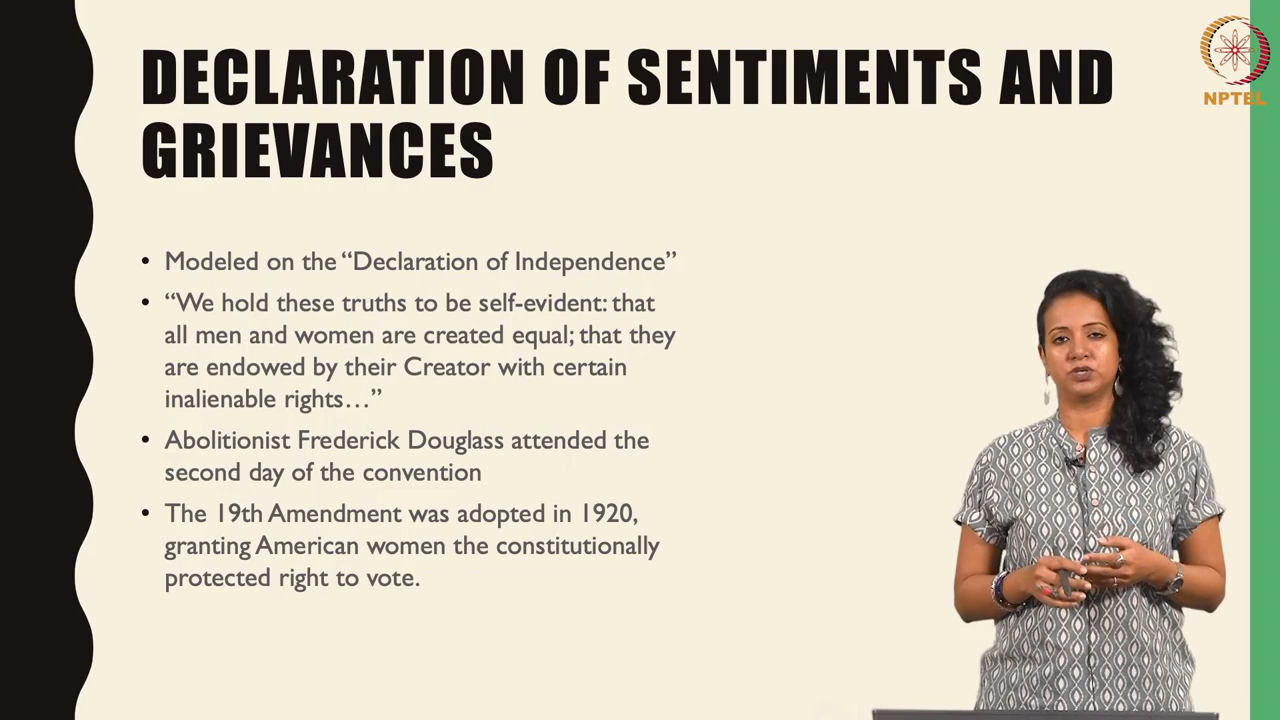 DECLARATION OF SENTIMENTS AND
GRIEVANCES
NPTEL
• Modeled on the “Declaration of Independence”
• “We hold these truths to be self-evident: that
all men and women are created equal; that they
are endowed by their Creator with certain
inalienable rights…”
• Abolitionist Frederick Douglass attended the
second day of the convention
• The 19th Amendment was adopted in 1920,
granting American women the constitutionally
protected right to vote.